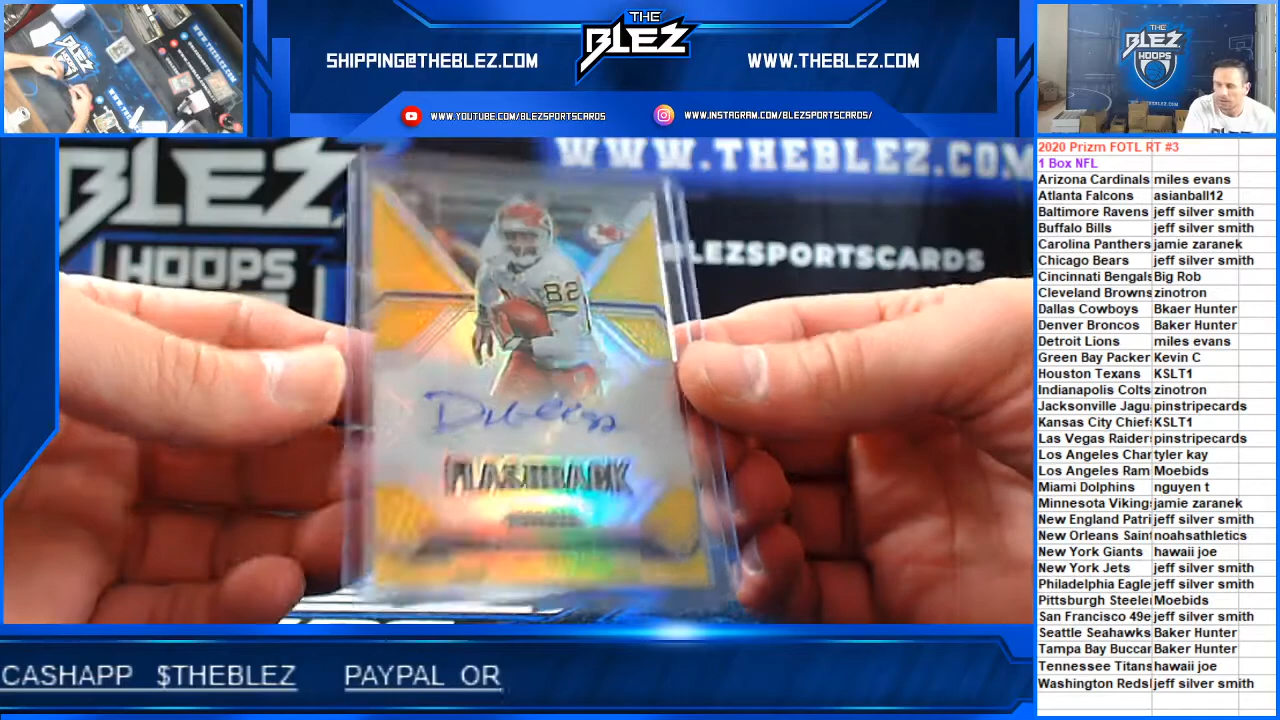 THE
BLEZ
SHIPPING@THEBLEZ.COM
WWW.THEBLEZ.COM
WWW.YOUTUBE.COM/BLEZSPORTSCARDS
WWW.INSTAGRAM.COM/BLEZSPORTSCARDS/
THE
BLEZ
HOOPS
BLEZ
HOOPS
WWW.THEBLEZ.COM
BLEZSPORTSCARDS
82
FLASHBACK
CASHAPP $THEBLEZ PAYPAL OR
2020 Prizm FOTL RT #3
1 Box NFL
Arizona Cardinals miles evans
Atlanta Falcons asianball12
Baltimore Ravens jeff silver smith
Buffalo Bills jeff silver smith
Carolina Panthers jamie zaranek
Chicago Bears jeff silver smith
Cincinnati Bengals Big Rob
Cleveland Browns zinotron
Dallas Cowboys Bkaer Hunter
Denver Broncos Baker Hunter
Detroit Lions miles evans
Green Bay Packer Kevin C
Houston Texans KSLT1
Indianapolis Colts zinotron
Jacksonville Jagu pinstripecards
Kansas City Chief KSLT1
Las Vegas Raider pinstripecards
Los Angeles Char tyler kay
Los Angeles Ram Moebids
Miami Dolphins nguyen t
Minnesota Viking jamie zaranek
New England Patri jeff silver smith
New Orleans Saint noahsathletics
New York Giants hawaii joe
New York Jets jeff silver smith
Philadelphia Eagle jeff silver smith
Pittsburgh Steele Moebids
San Francisco 49e jeff silver smith
Seattle Seahawks Baker Hunter
Tampa Bay Buccar Baker Hunter
Tennessee Titans hawaii joe
Washington Reds jeff silver smith